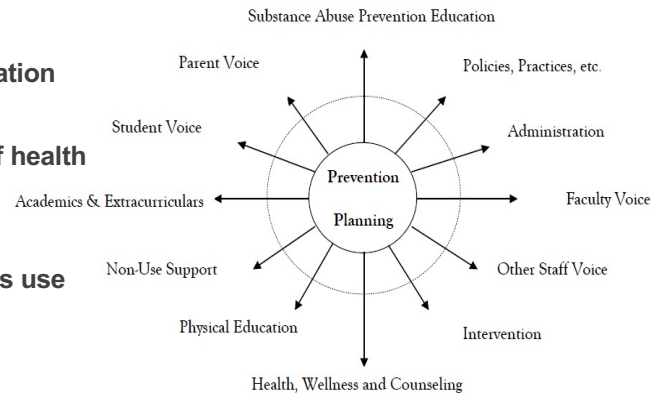 Substance Abuse Prevention Education
Parent Voice
Policies, Practices, etc.
ation
Student Voice
Administration
f health
Prevention
Planning
Academics & Extracurriculars
Faculty Voice
s use
Non-Use Support
Other Staff Voice
Physical Education
Intervention
Health, Wellness and Counseling